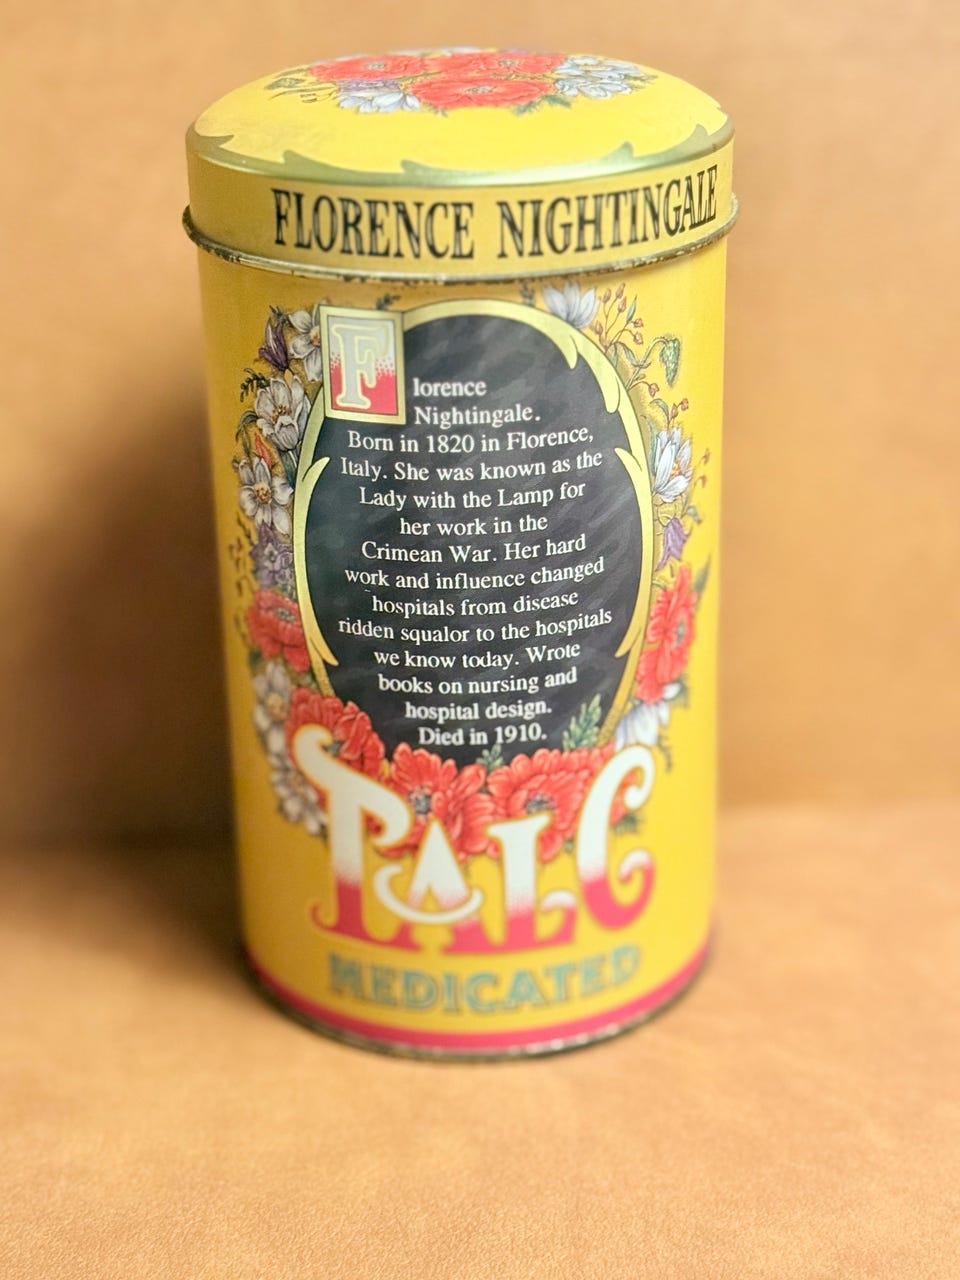 FLORENCE NIGHTINGALE
Florence
Nightingale.
Born in 1820 in Florence,
Italy. She was known as the
Lady with the Lamp for
her work in the
Crimean War. Her hard
work and influence changed
hospitals from disease
ridden squalor to the hospitals
we know today. Wrote
books on nursing and
hospital design.
Died in 1910.
TALC
MEDICATED